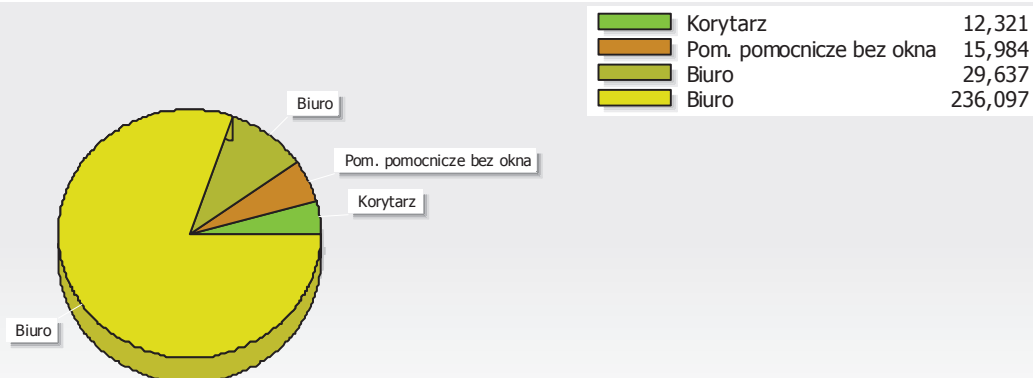 Korytarz 12,321
Pom. pomocnicze bez okna 15,984
Biuro 29,637
Biuro 236,097
Biuro
Pom. pomocnicze bez okna
Korytarz
Biuro